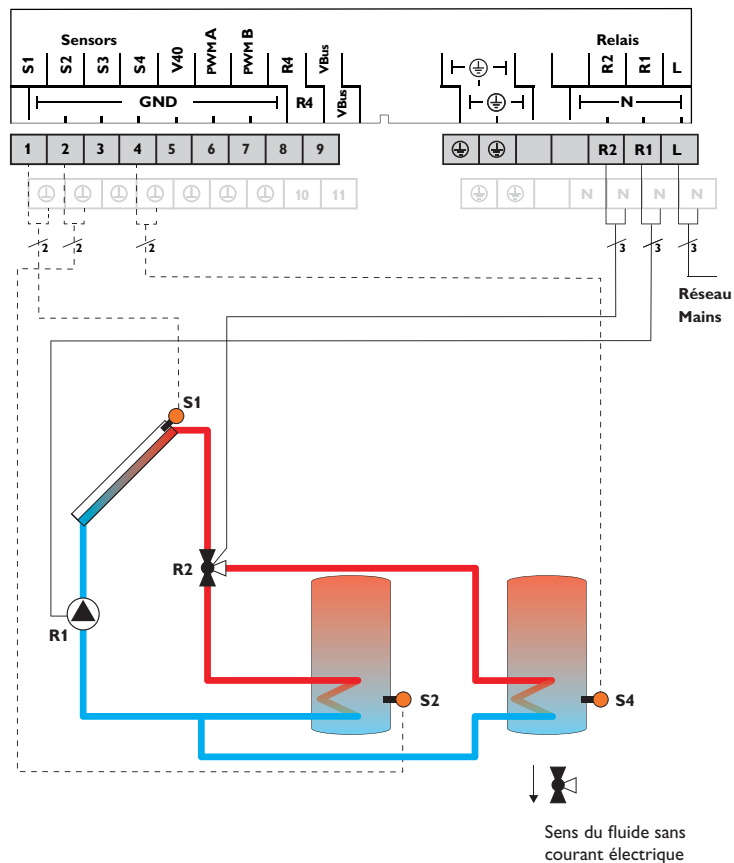 Sensors
Relais
S1 S2 S3 S4 V40 PWM A PWM B R4 VBus
R2 R1 L
GND R4 VBus
N
1 2 3 4 5 6 7 8 9
R2 R1 L
10 11
N N N N
2 2 2
3 3 3
Réseau
Mains
S1
R2
R1
S2
S4
Sens du fluide sans
courant électrique